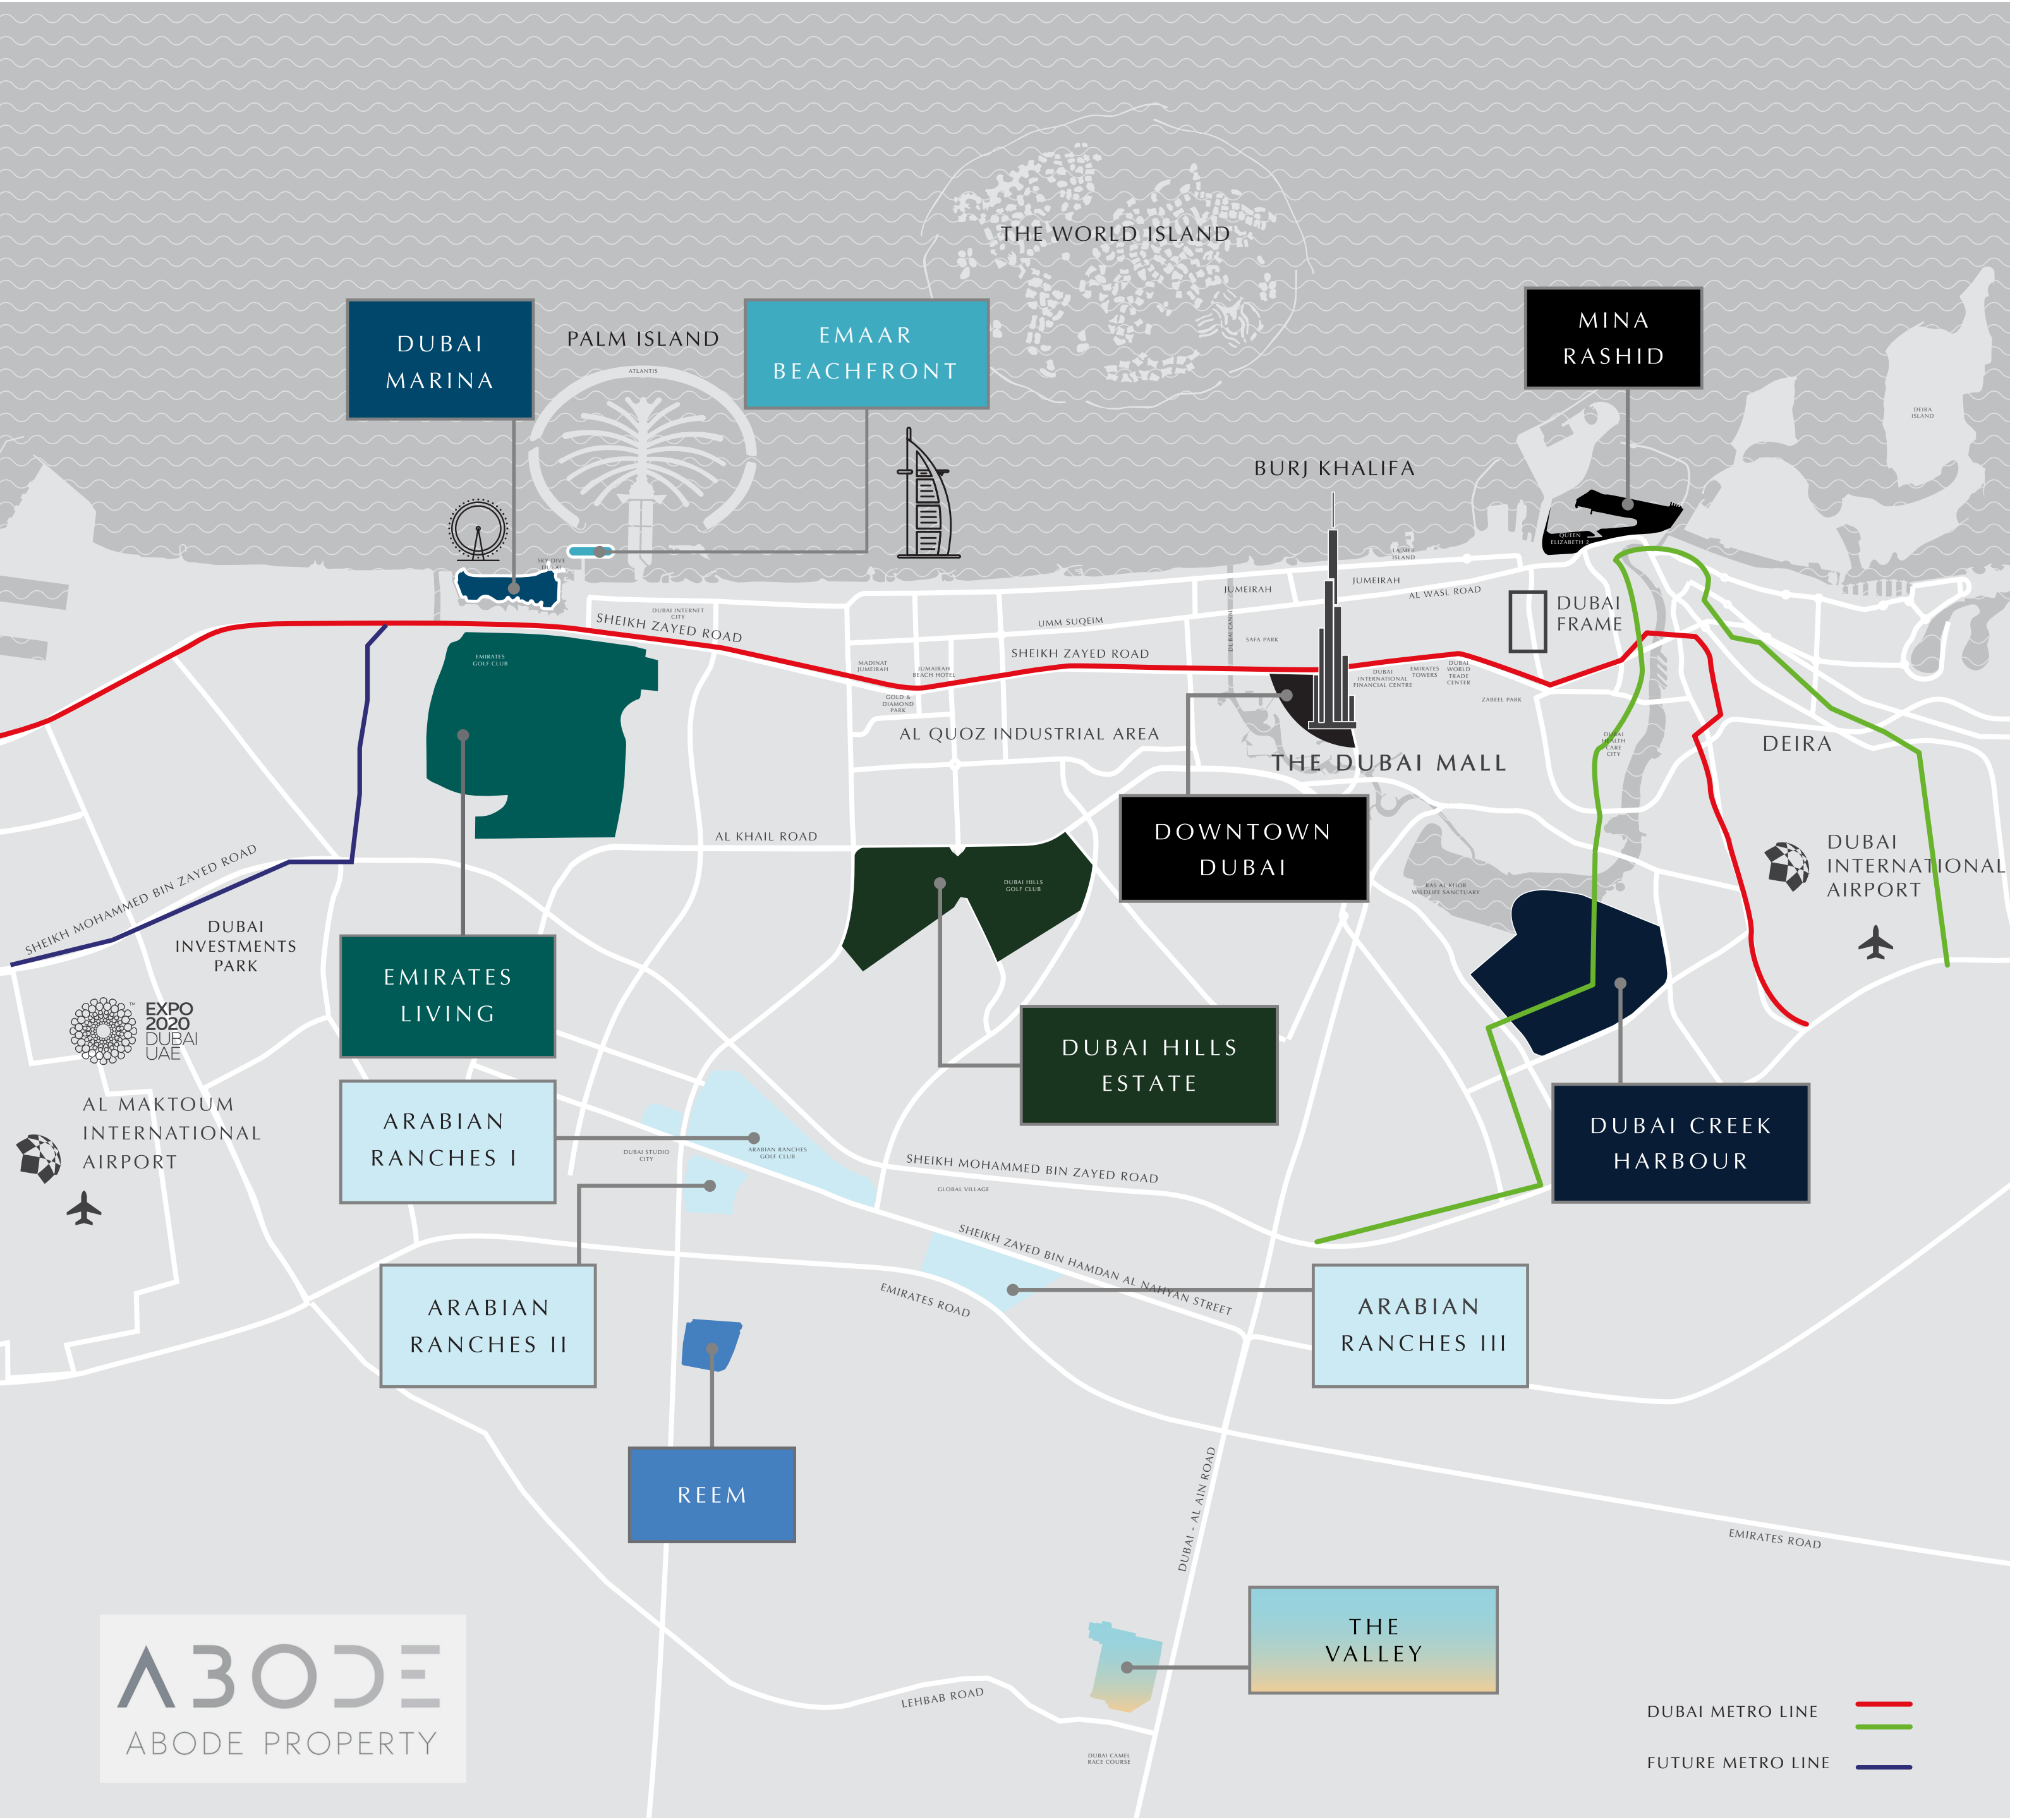 THE WORLD ISLAND
DUBAI
MARINA
PALM ISLAND
ATLANTIS
EMAAR
BEACHFRONT
MINA
RASHID
DEIRA
ISLAND
BURJ KHALIFA
QUEEN
ELIZABETH 2
SKY DIVE
DUBAI
LA MER
ISLAND
JUMEIRAH
JUMEIRAH
AL WASL ROAD
DUBAI
FRAME
DUBAI INTERNET
CITY
SHEIKH ZAYED ROAD
UMM SUQEIM
DUBAI CANAL
SAFA PARK
SHEIKH ZAYED ROAD
EMIRATES
GOLF CLUB
MADINAT
JUMEIRAH
JUMAIRAH
BEACH HOTEL
GOLD &
DIAMOND
PARK
DUBAI
INTERNATIONAL
FINANCIAL CENTRE
EMIRATES
TOWERS
DUBAI
WORLD
TRADE
CENTER
ZABEEL PARK
AL QUOZ INDUSTRIAL AREA
THE DUBAI MALL
DUBAI
HEALTH
CARE
CITY
DEIRA
AL KHAIL ROAD
DOWNTOWN
DUBAI
DUBAI
INTERNATIONAL
AIRPORT
SHEIKH MOHAMMED BIN ZAYED ROAD
DUBAI HILLS
GOLF CLUB
RAS AL KHOR
WILDLIFE SANCTUARY
DUBAI
INVESTMENTS
PARK
EMIRATES
LIVING
EXPO
2020
DUBAI
UAE
TM
DUBAI HILLS
ESTATE
AL MAKTOUM
INTERNATIONAL
AIRPORT
ARABIAN
RANCHES I
DUBAI STUDIO
CITY
ARABIAN RANCHES
GOLF CLUB
DUBAI CREEK
HARBOUR
SHEIKH MOHAMMED BIN ZAYED ROAD
GLOBAL VILLAGE
SHEIKH ZAYED BIN HAMDAN AL NAHYAN STREET
EMIRATES ROAD
ARABIAN
RANCHES II
ARABIAN
RANCHES III
REEM
DUBAI - AL AIN ROAD
EMIRATES ROAD
THE
VALLEY
LEHBAB ROAD
DUBAI CAMEL
RACE COURSE
ABODE
ABODE PROPERTY
DUBAI METRO LINE
FUTURE METRO LINE